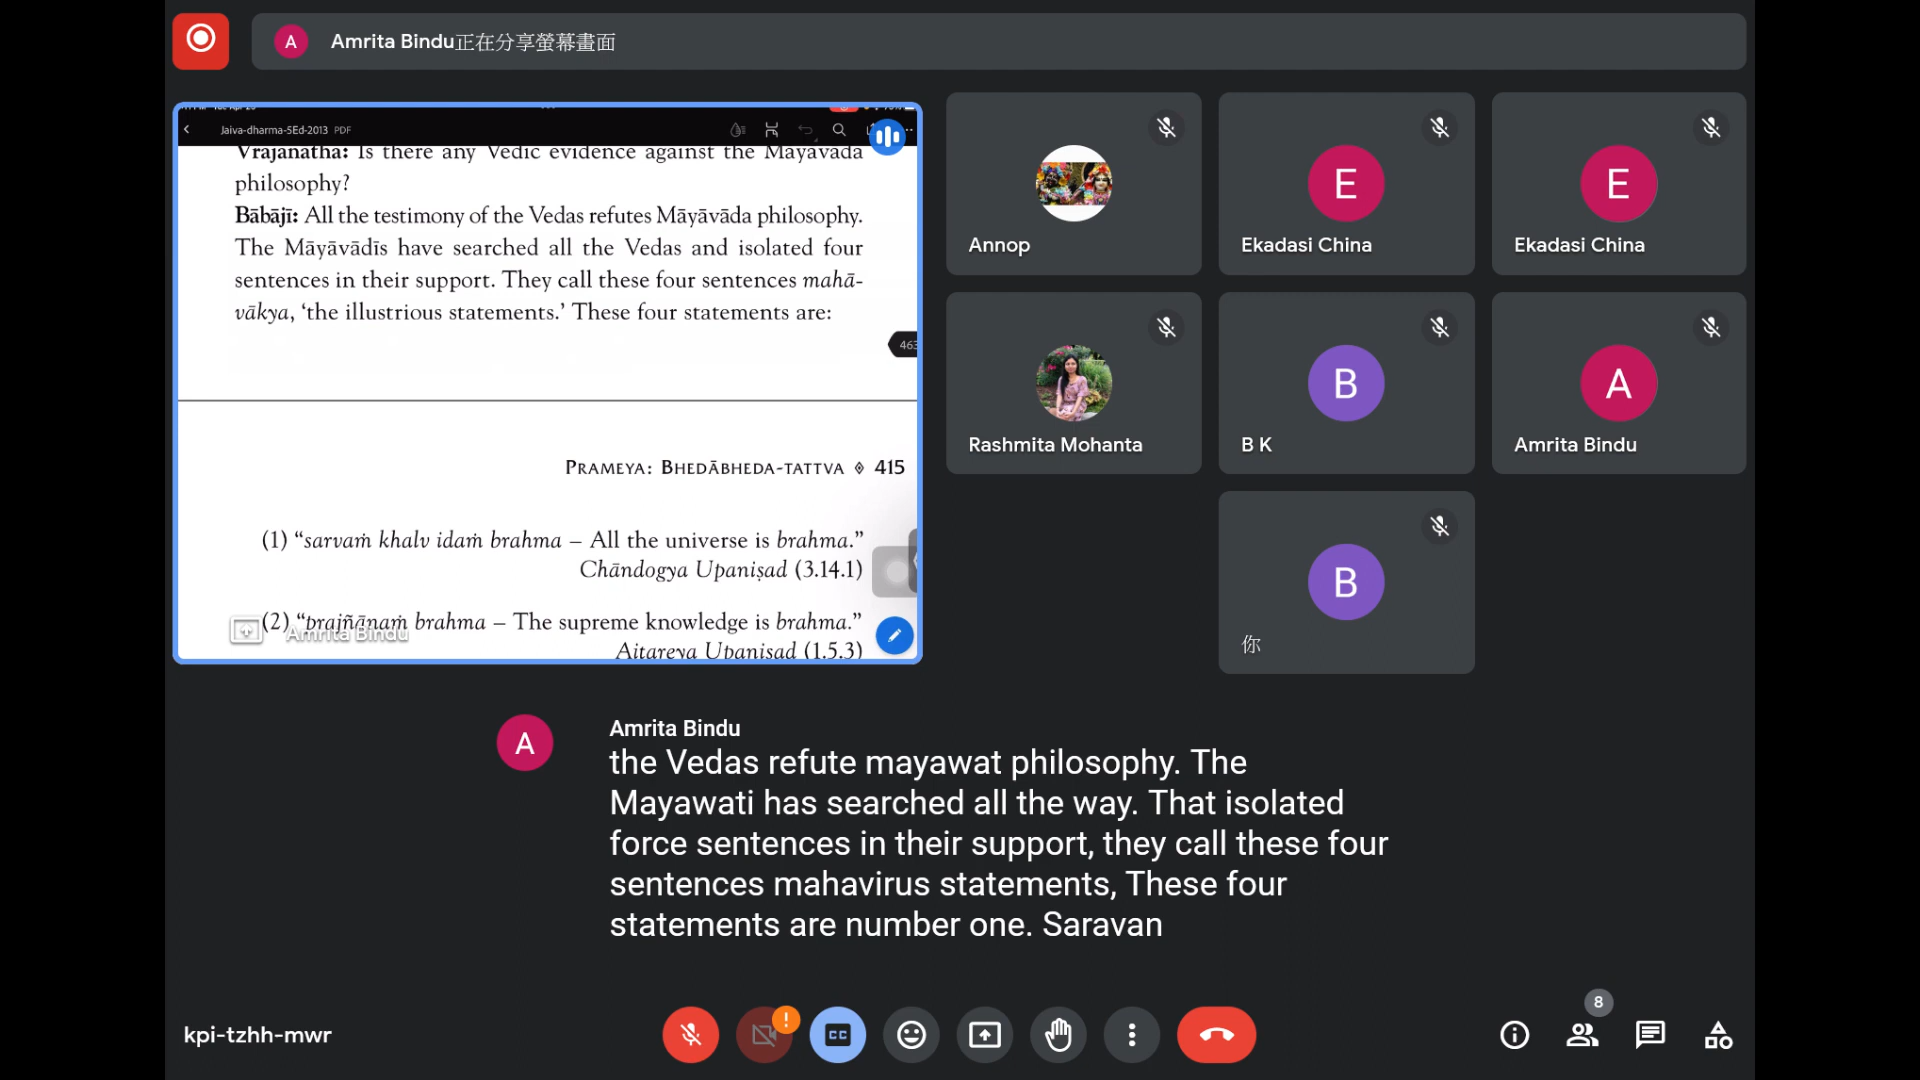 A Amrita Bindu正在分享螢幕畫面
Jaiva-dharma-5Ed-2013 PDF
Vrajanātha: Is there any Vedic evidence against the Māyāvāda
philosophy?
Bābājī: All the testimony of the Vedas refutes Māyāvāda philosophy.
The Māyāvādīs have searched all the Vedas and isolated four
sentences in their support. They call these four sentences mahā-
vākya, ‘the illustrious statements.’ These four statements are:
463
Prameya: Bhedābheda-tattva ◈ 415
(1) “sarvaṁ khalv idaṁ brahma – All the universe is brahma.”
Chāndogya Upaniṣad (3.14.1)
(2) “prajñānaṁ brahma – The supreme knowledge is brahma.”
Amrita Bindu
Aitareya Upaniṣad (1.5.3)
Annop
E
Ekadasi China
E
Ekadasi China
Rashmita Mohanta
B
B K
A
Amrita Bindu
B
你
A
Amrita Bindu
the Vedas refute mayawat philosophy. The
Mayawati has searched all the way. That isolated
force sentences in their support, they call these four
sentences mahavirus statements, These four
statements are number one. Saravan
kpi-tzhh-mwr
!
CC
8